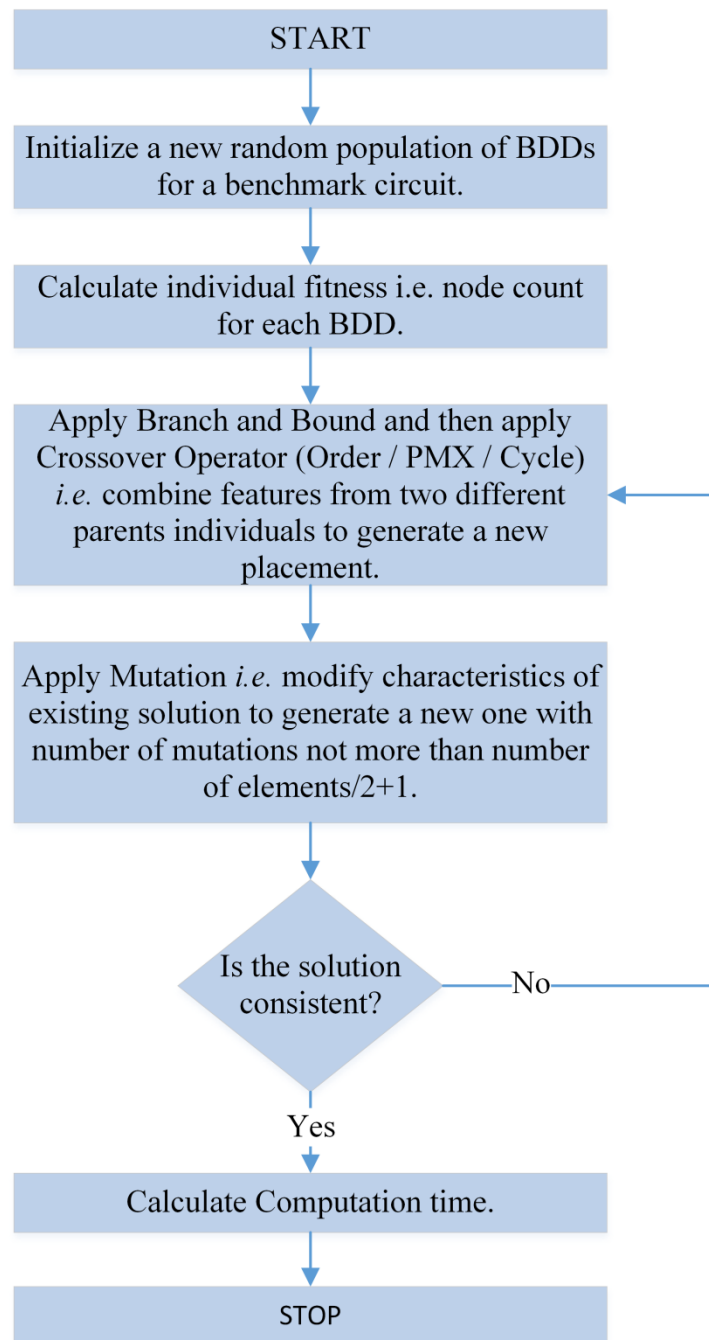 START
Initialize a new random population of BDDs
for a benchmark circuit.
Calculate individual fitness i.e. node count
for each BDD.
Apply Branch and Bound and then apply
Crossover Operator (Order / PMX / Cycle)
i.e. combine features from two different
parents individuals to generate a new
placement.
Apply Mutation i.e. modify characteristics of
existing solution to generate a new one with
number of mutations not more than number
of elements/2+1.
Is the solution
consistent?
No
Yes
Calculate Computation time.
STOP